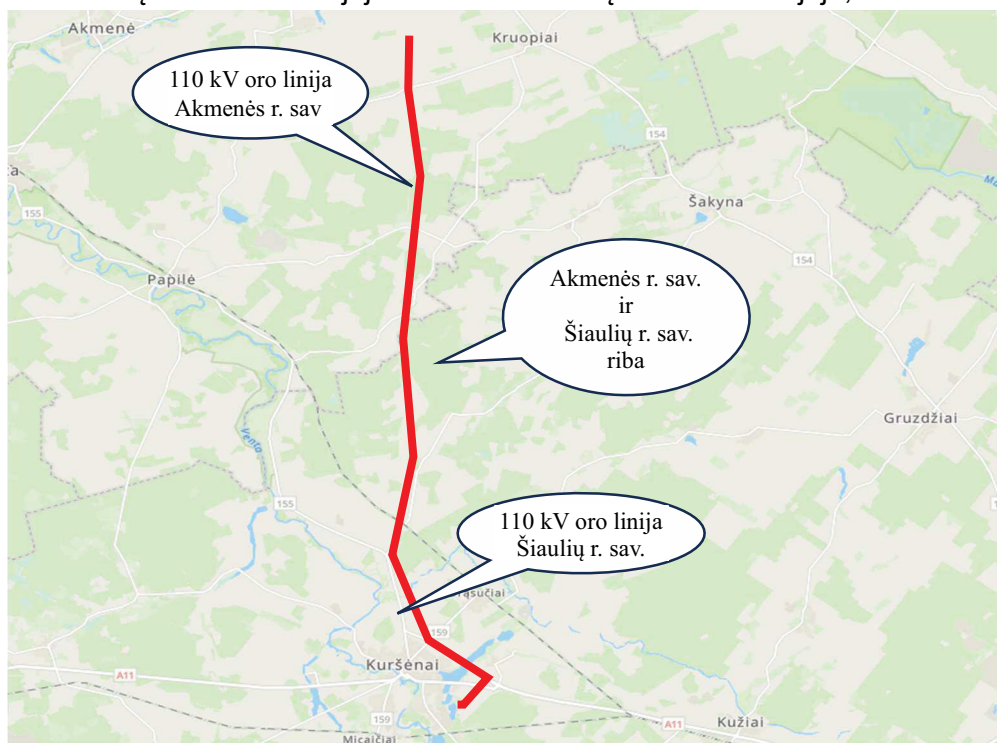 Akmenė
Kruopiai
110 kV oro linija
Akmenės r. sav
154
Šakyna
155
154
Papilė
Akmenės r. sav.
ir
Šiaulių r. sav.
riba
Gruzdžiai
Venta
155
110 kV oro linija
Šiaulių r. sav.
159
Kuršėnai
A11
159
A11
Kužiai
Micaičiai